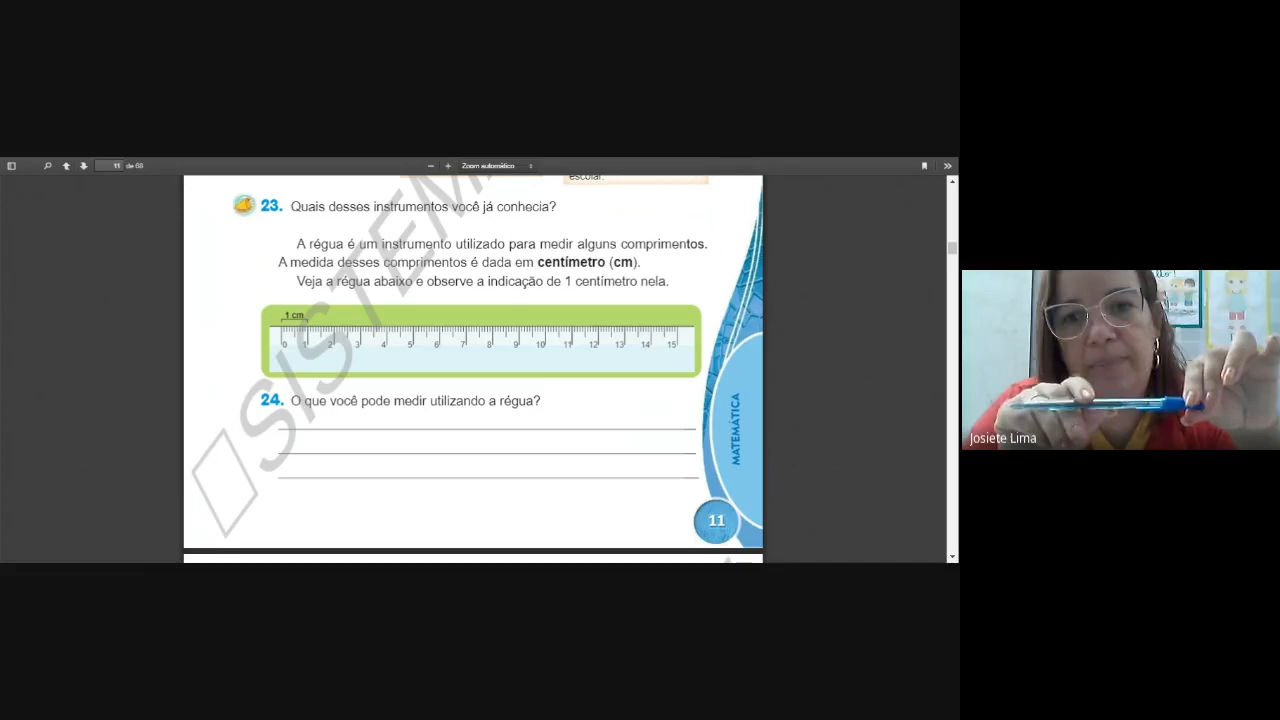 11 de 68
Zoom automático
escolar.
23. Quais desses instrumentos você já conhecia?
A régua é um instrumento utilizado para medir alguns comprimentos.
A medida desses comprimentos é dada em centímetro (cm).
Veja a régua abaixo e observe a indicação de 1 centímetro nela.
1 cm
0 1 2 3 4 5 6 7 8 9 10 11 12 13 14 15
24. O que você pode medir utilizando a régua?
MATEMÁTICA
11
SISTEM
Josiete Lima